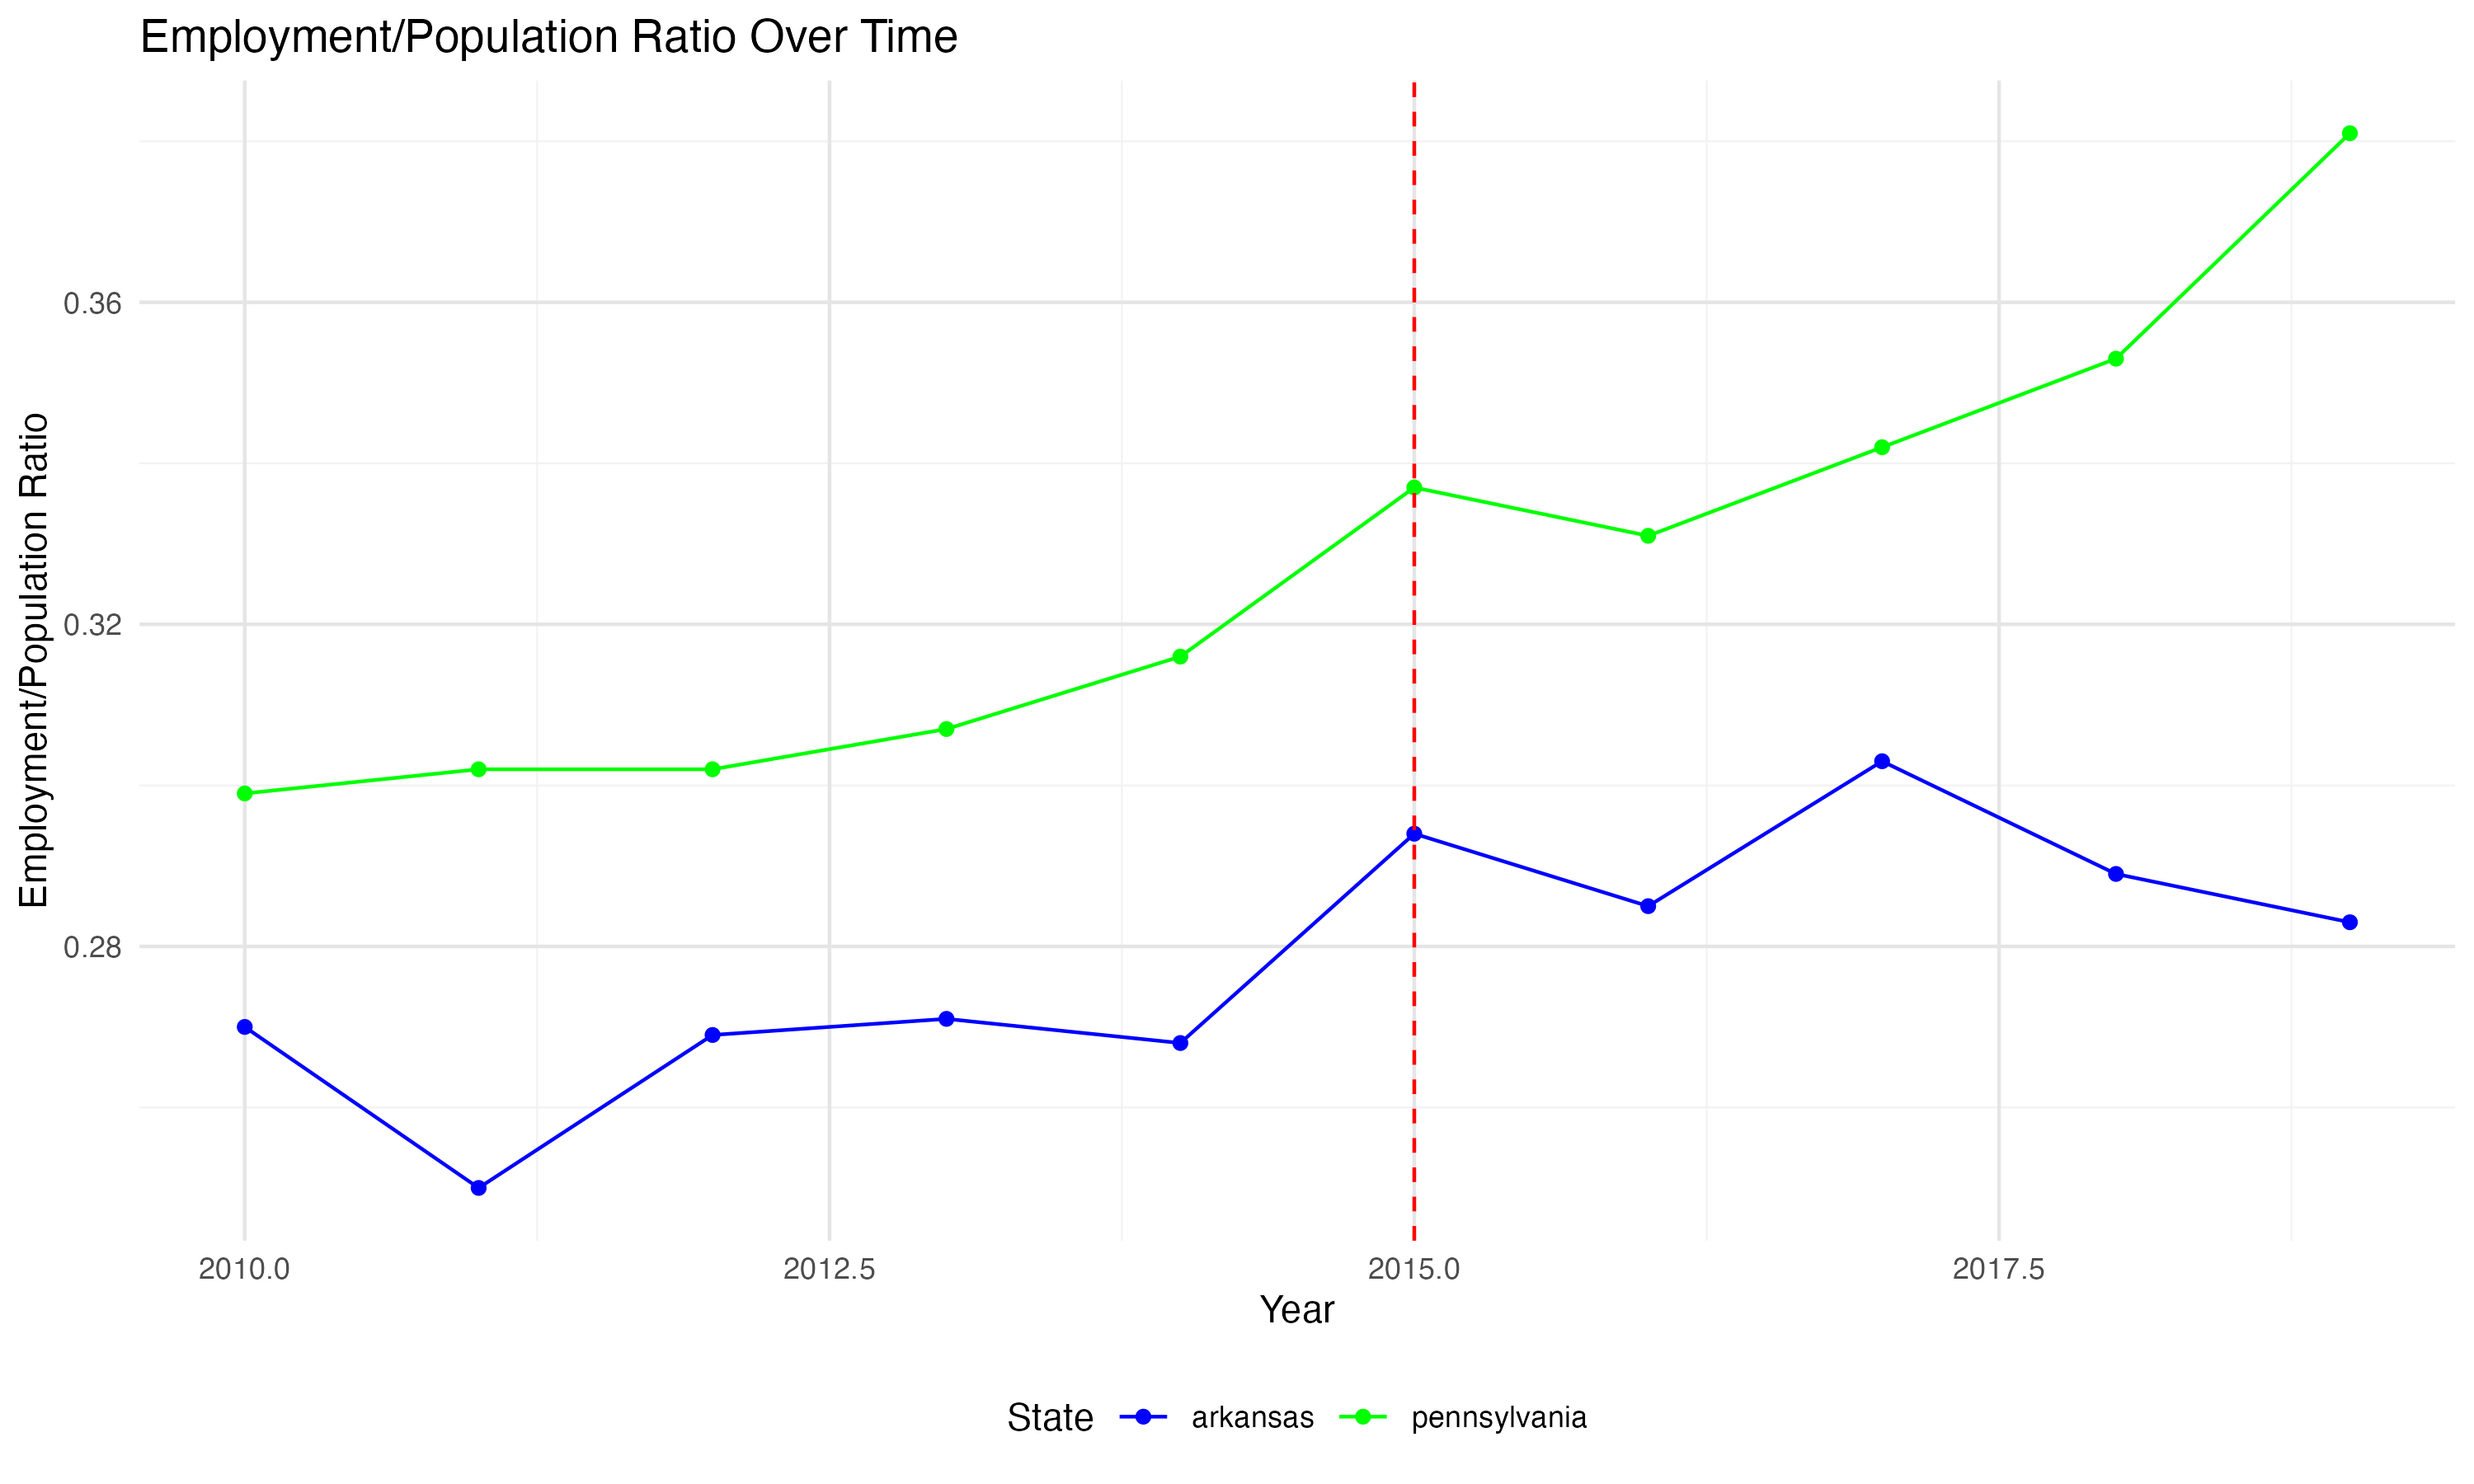 Employment/Population Ratio Over Time
Employment/Population Ratio
0.36
0.32
0.28
2010.0 2012.5 2015.0 2017.5
Year
State arkansas pennsylvania